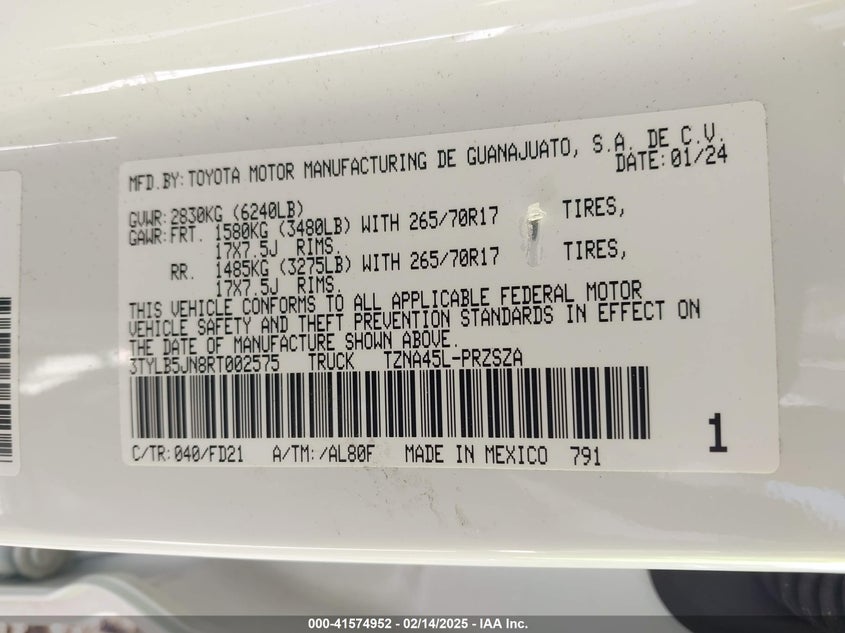 MFD.BY:TOYOTA MOTOR MANUFACTURING DE GUANAJUATO, S.A. DE C.V.
DATE:01/24
GVWR:2830KG (6240LB)
GAWR:FRT. 1580KG (3480LB) WITH 265/70R17 TIRES,
17X7.5J RIMS.
RR. 1485KG (3275LB) WITH 265/70R17 TIRES,
17X7.5J RIMS.
THIS VEHICLE CONFORMS TO ALL APPLICABLE FEDERAL MOTOR
VEHICLE SAFETY AND THEFT PREVENTION STANDARDS IN EFFECT ON
THE DATE OF MANUFACTURE SHOWN ABOVE.
3TYLB5JN8RT002575 TRUCK TZNA45L-PRZSZA
C/TR:040/FD21 A/TM:/AL80F MADE IN MEXICO 791
1
000-41574952 - 02/14/2025 - IAA Inc.